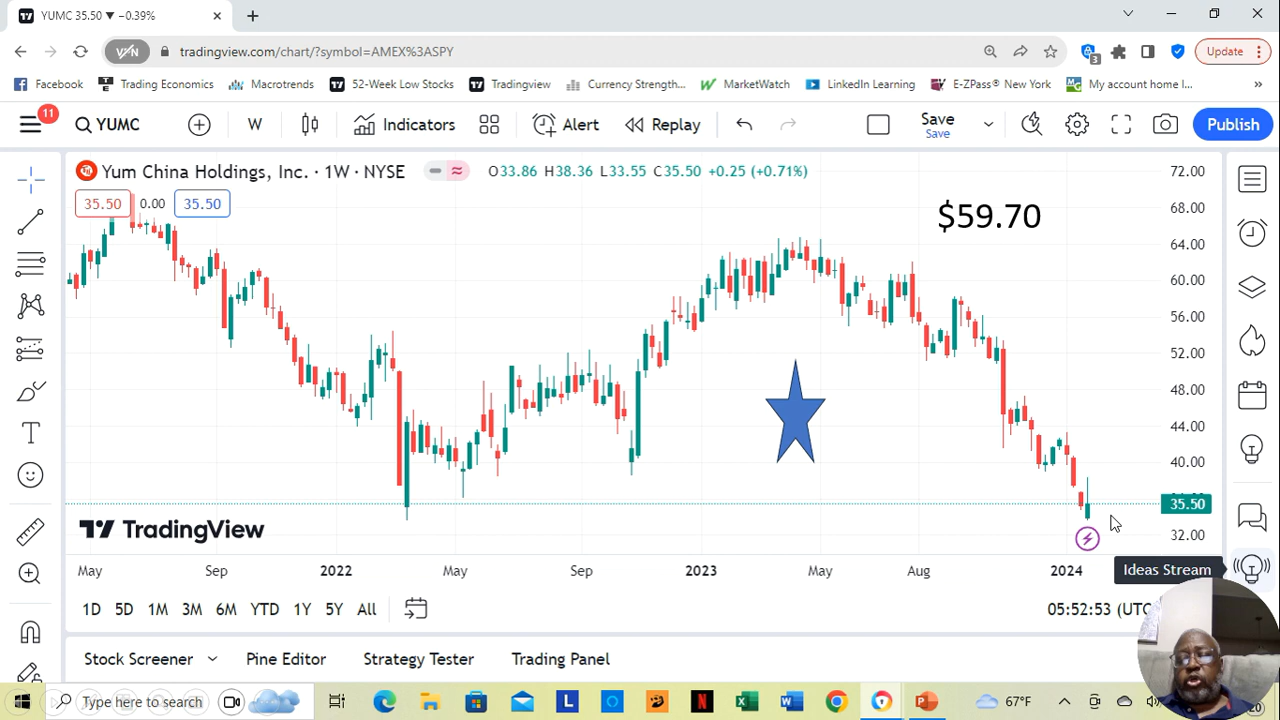 YUMC 35.50 ▼ −0.39%
VPN tradingview.com/chart/?symbol=AMEX%3ASPY 3 Update
Facebook Trading Economics Macrotrends 52-Week Low Stocks Tradingview Currency Strength... MarketWatch LinkedIn Learning E-ZPass® New York My account home I... »
11 YUMC W Indicators Alert Replay Save Save Publish
Yum China Holdings, Inc. · 1W · NYSE O33.86 H38.36 L33.55 C35.50 +0.25 (+0.71%)
35.50 0.00 35.50
$59.70
72.00
68.00
64.00
60.00
56.00
52.00
48.00
44.00
40.00
35.50
32.00
TradingView
May Sep 2022 May Sep 2023 May Aug 2024
Ideas Stream
1D 5D 1M 3M 6M YTD 1Y 5Y All 05:52:53 (UTC
Stock Screener Pine Editor Strategy Tester Trading Panel
Type here to search 67°F 20